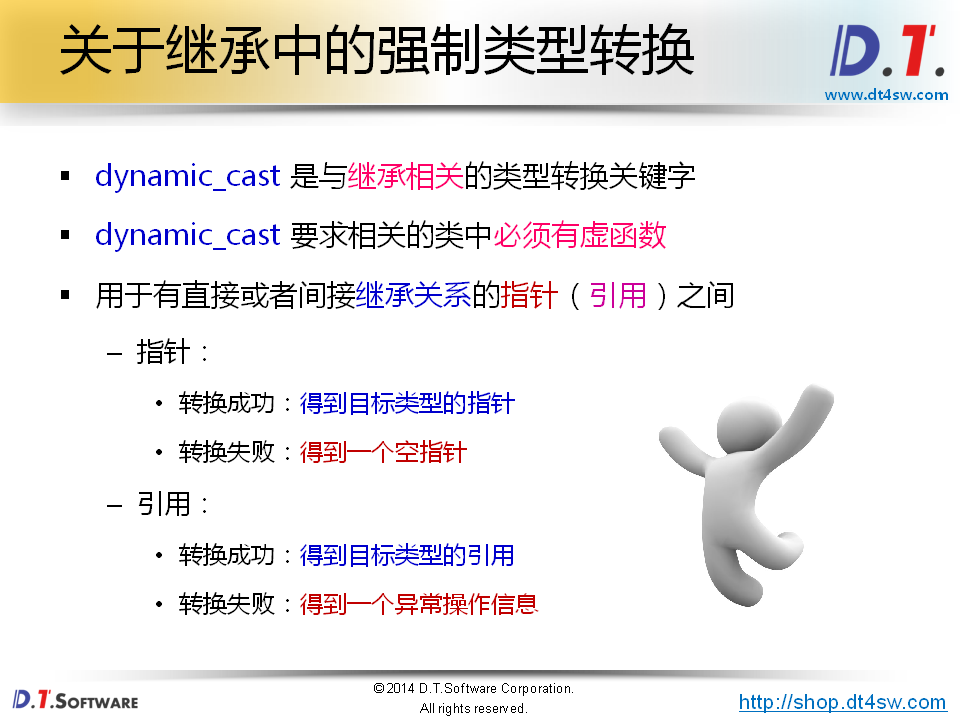 关于继承中的强制类型转换
D.T.
www.dt4sw.com
▪ dynamic_cast 是与继承相关的类型转换关键字
▪ dynamic_cast 要求相关的类中必须有虚函数
▪ 用于有直接或者间接继承关系的指针（引用）之间
– 指针：
• 转换成功：得到目标类型的指针
• 转换失败：得到一个空指针
– 引用：
• 转换成功：得到目标类型的引用
• 转换失败：得到一个异常操作信息
D.T.SOFTWARE
©2014 D.T.Software Corporation.
All rights reserved.
http://shop.dt4sw.com